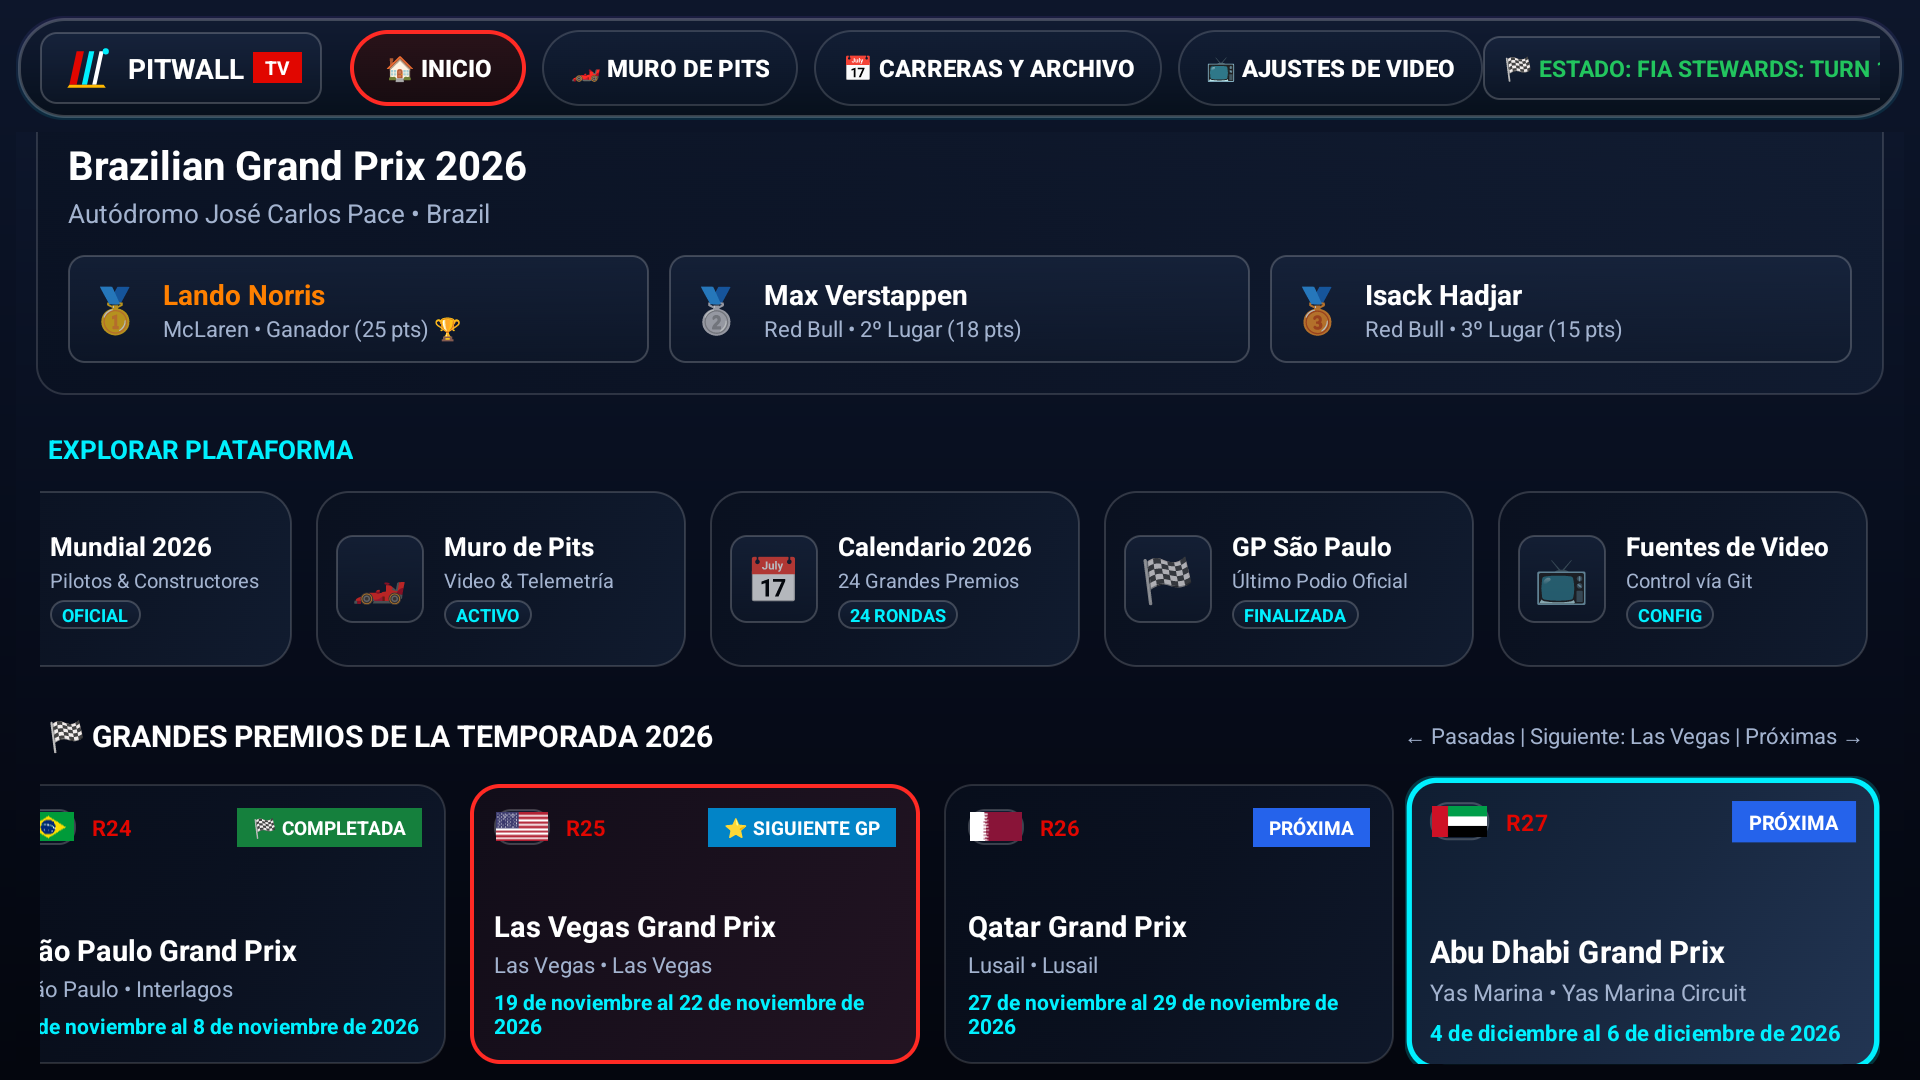 PITWALL TV
INICIO
MURO DE PITS
CARRERAS Y ARCHIVO
AJUSTES DE VIDEO
ESTADO: FIA STEWARDS: TURN
Brazilian Grand Prix 2026
Autódromo José Carlos Pace • Brazil
Lando Norris
McLaren • Ganador (25 pts)
Max Verstappen
Red Bull • 2º Lugar (18 pts)
Isack Hadjar
Red Bull • 3º Lugar (15 pts)
EXPLORAR PLATAFORMA
Mundial 2026
Pilotos & Constructores
OFICIAL
Muro de Pits
Video & Telemetría
ACTIVO
July
17
Calendario 2026
24 Grandes Premios
24 RONDAS
GP São Paulo
Último Podio Oficial
FINALIZADA
Fuentes de Video
Control vía Git
CONFIG
GRANDES PREMIOS DE LA TEMPORADA 2026
← Pasadas | Siguiente: Las Vegas | Próximas →
R24
COMPLETADA
ão Paulo Grand Prix
ão Paulo • Interlagos
de noviembre al 8 de noviembre de 2026
R25
⭐ SIGUIENTE GP
Las Vegas Grand Prix
Las Vegas • Las Vegas
19 de noviembre al 22 de noviembre de
2026
R26
PRÓXIMA
Qatar Grand Prix
Lusail • Lusail
27 de noviembre al 29 de noviembre de
2026
R27
PRÓXIMA
Abu Dhabi Grand Prix
Yas Marina • Yas Marina Circuit
4 de diciembre al 6 de diciembre de 2026